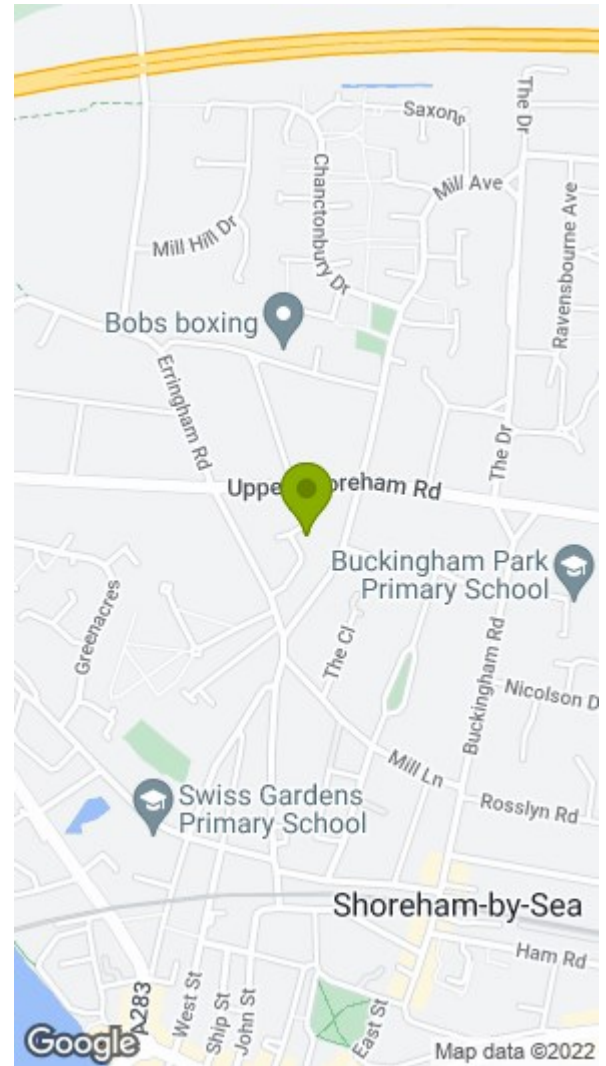 The Dr
Saxons
Mill Ave
Chanctonbury Dr
Ravensbourne Ave
Mill Hill Dr
Bobs boxing
Erringham Rd
The Dr
Upper Shoreham Rd
Buckingham Park
Primary School
Greenacres
The Cl
Buckingham Rd
Nicolson D
Mill Ln
Swiss Gardens
Primary School
Rosslyn Rd
Shoreham-by-Sea
Ham Rd
A283
West St
Ship St
John St
East St
Google
Map data ©2022